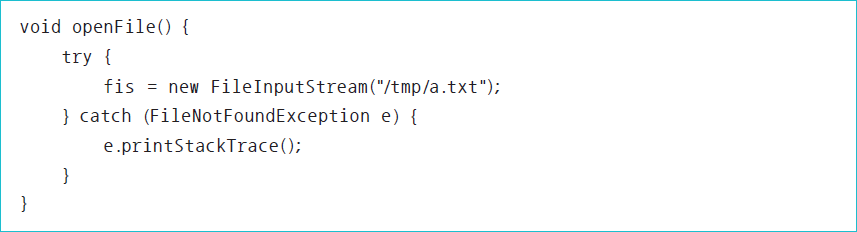 void openFile() {
    try {
        fis = new FileInputStream("/tmp/a.txt");
    } catch (FileNotFoundException e) {
        e.printStackTrace();
    }
}